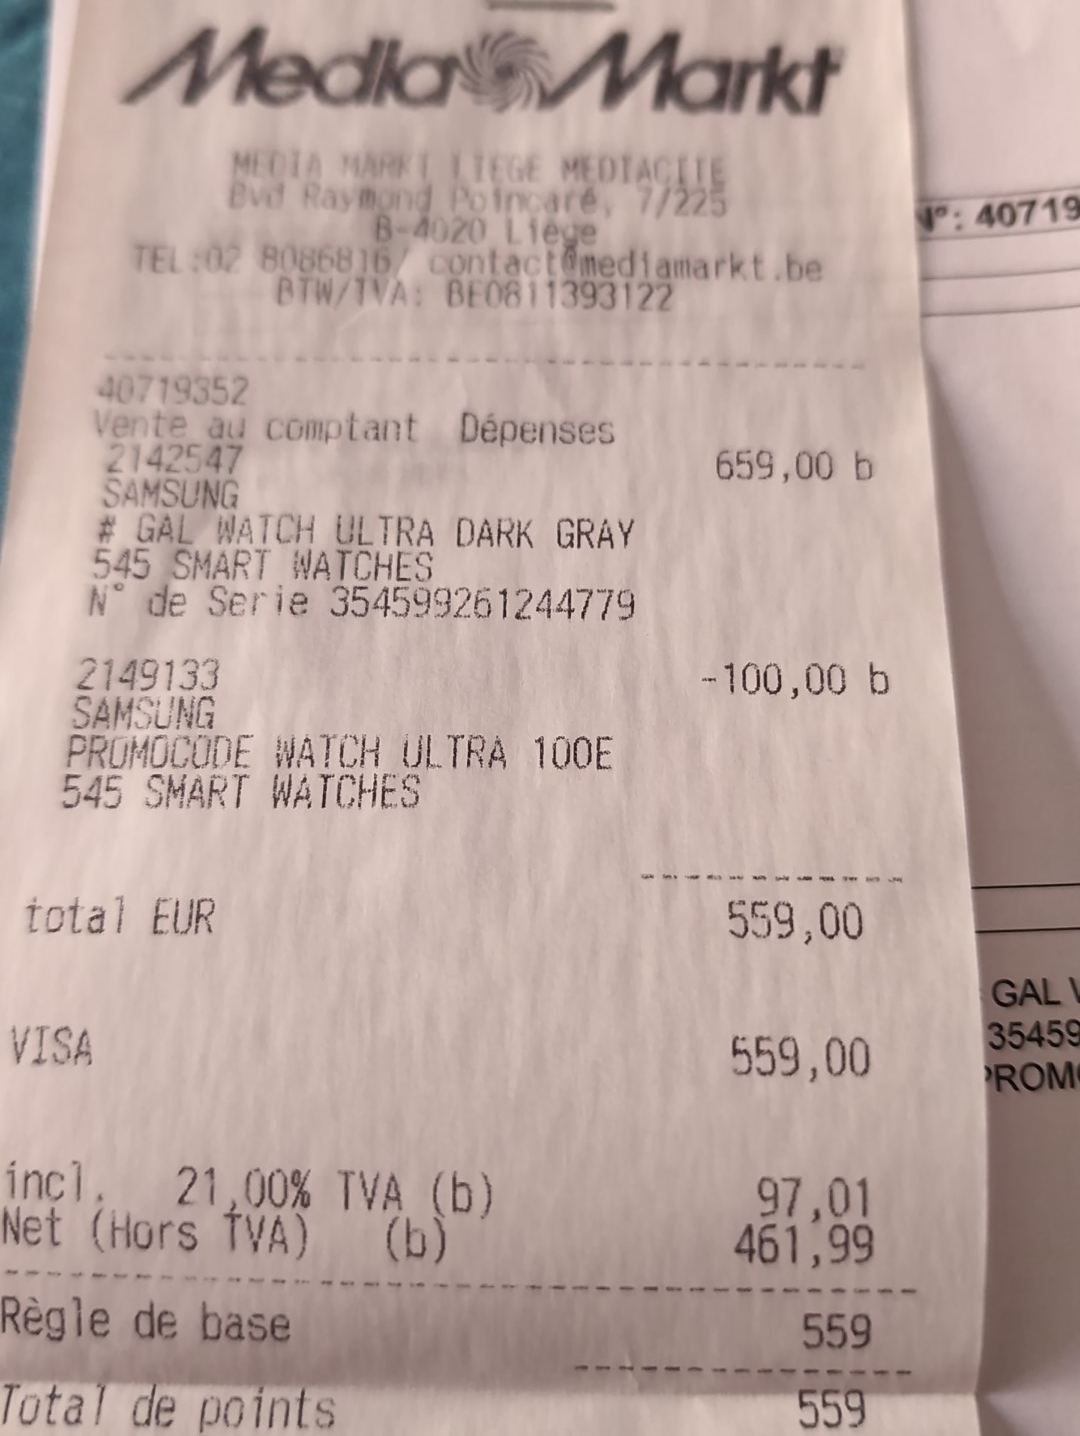 Media Markt
MEDIA MARKT LIEGE MEDIACITE
Bvd Raymond Poincaré, 7/225
B-4020 Liège
TEL:02 8086816/ contact@mediamarkt.be
BTW/TVA: BE0811393122
40719352
Vente au comptant Dépenses
2142547 659,00 b
SAMSUNG
# GAL WATCH ULTRA DARK GRAY
545 SMART WATCHES
N° de Serie 354599261244779
2149133 -100,00 b
SAMSUNG
PROMOCODE WATCH ULTRA 100E
545 SMART WATCHES
total EUR 559,00
VISA 559,00
incl. 21,00% TVA (b) 97,01
Net (Hors TVA) (b) 461,99
Règle de base 559
Total de points 559
N°: 40719
GAL
35459
PROM